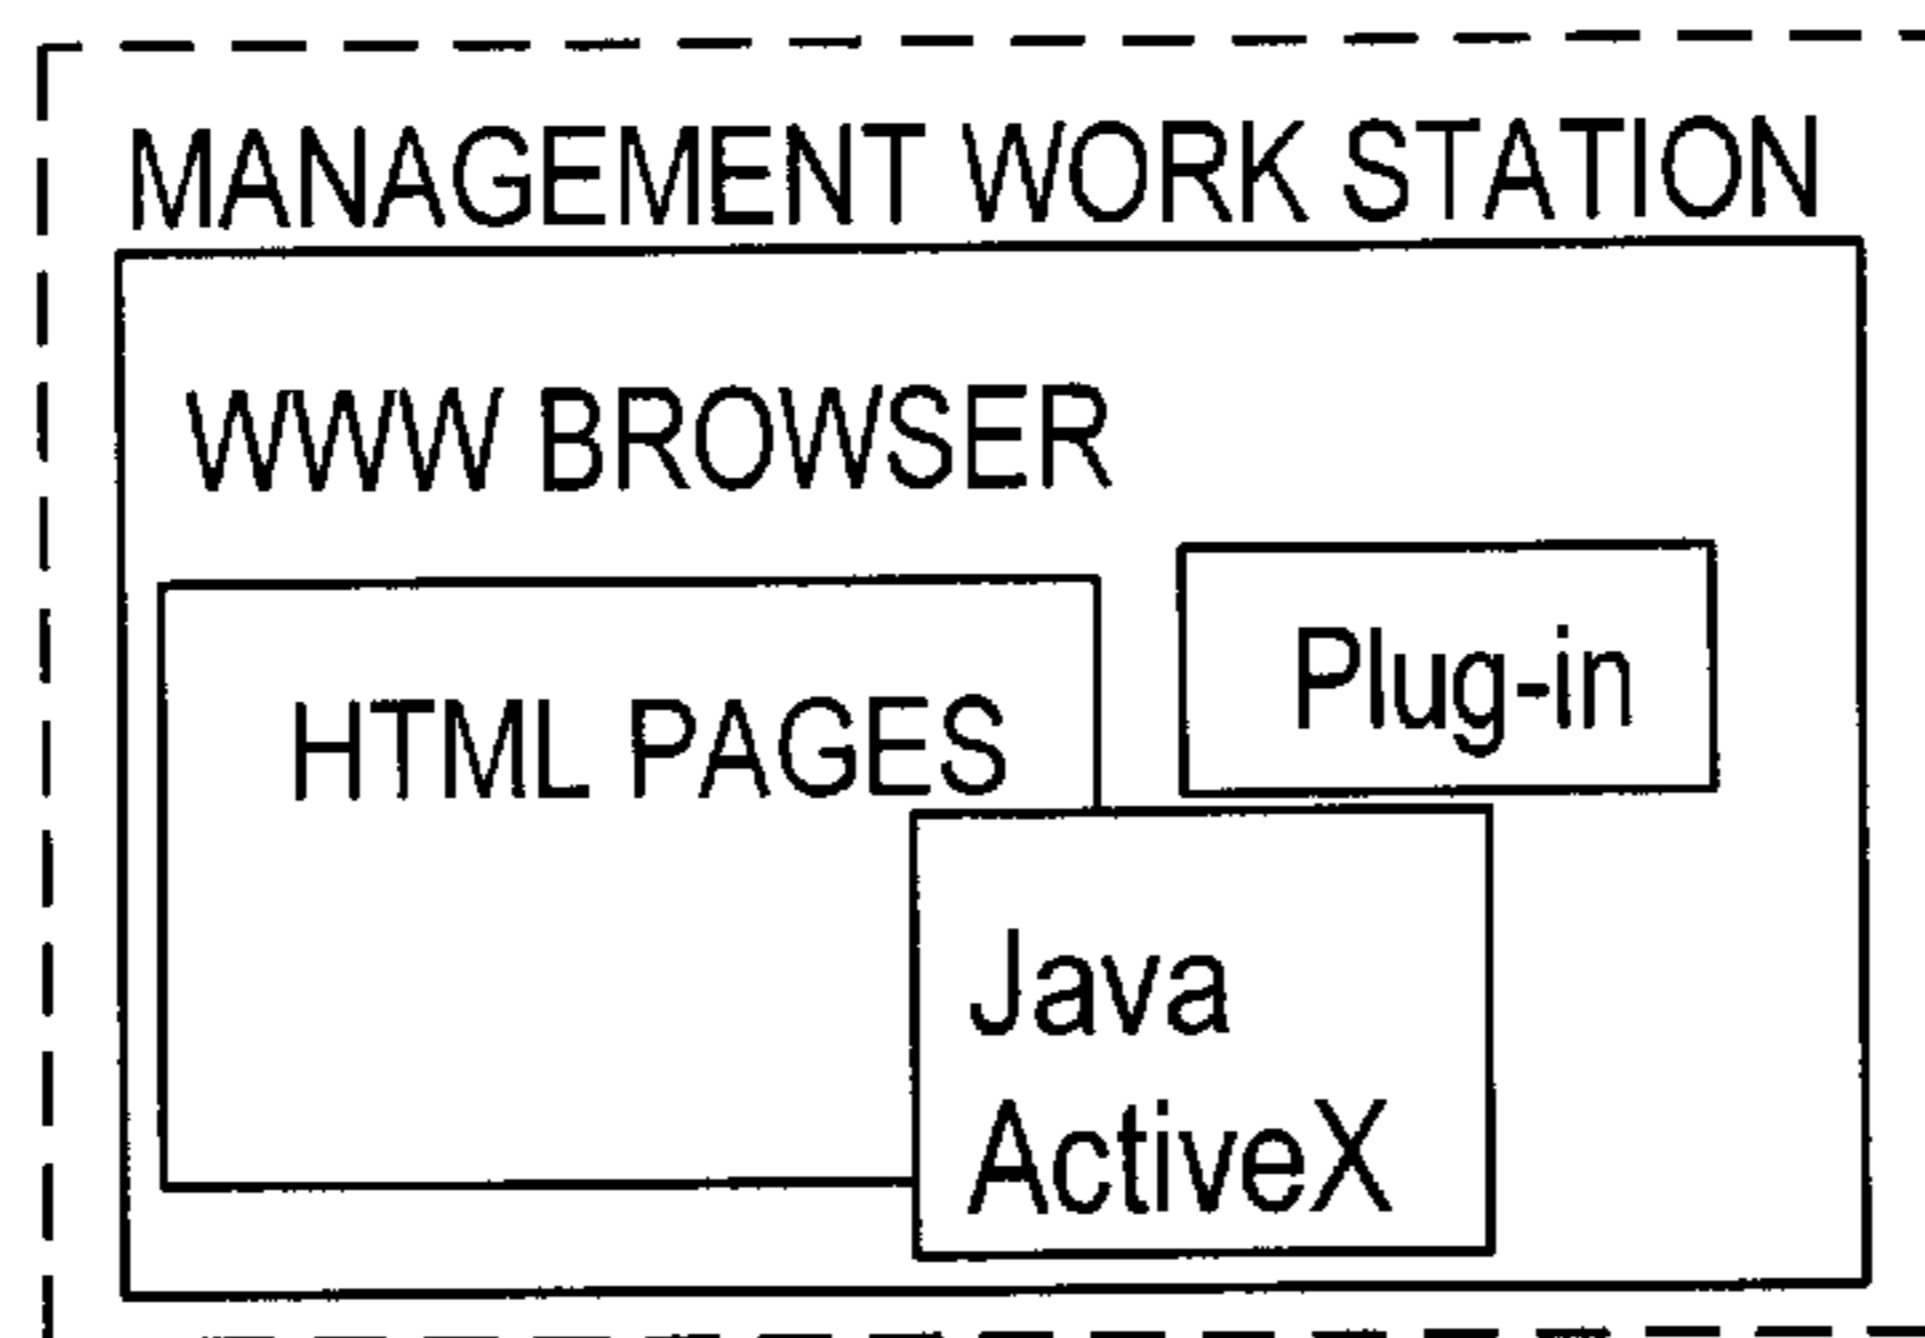 MANAGEMENT WORK STATION
WWW BROWSER
Plug-in
HTML PAGES
Java
ActiveX